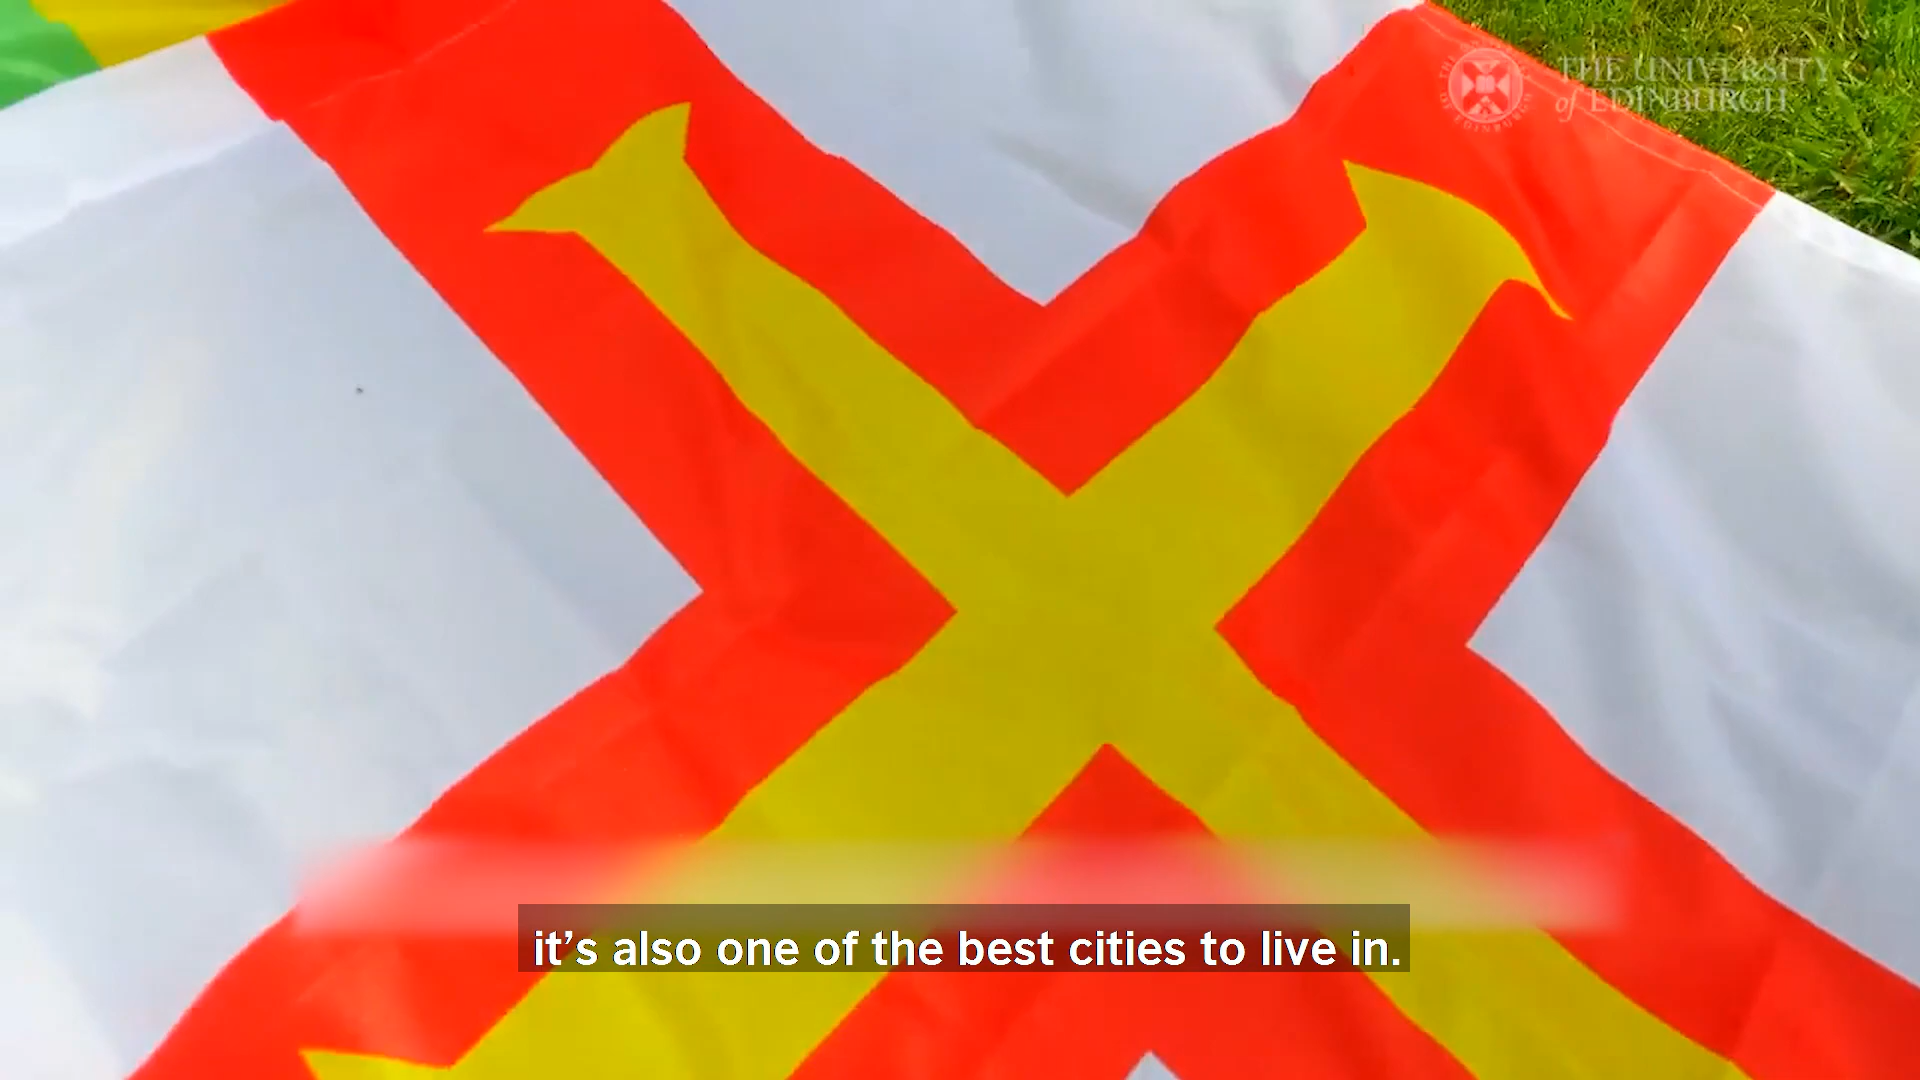 THE UNIVERSITY
of EDINBURGH
it’s also one of the best cities to live in.